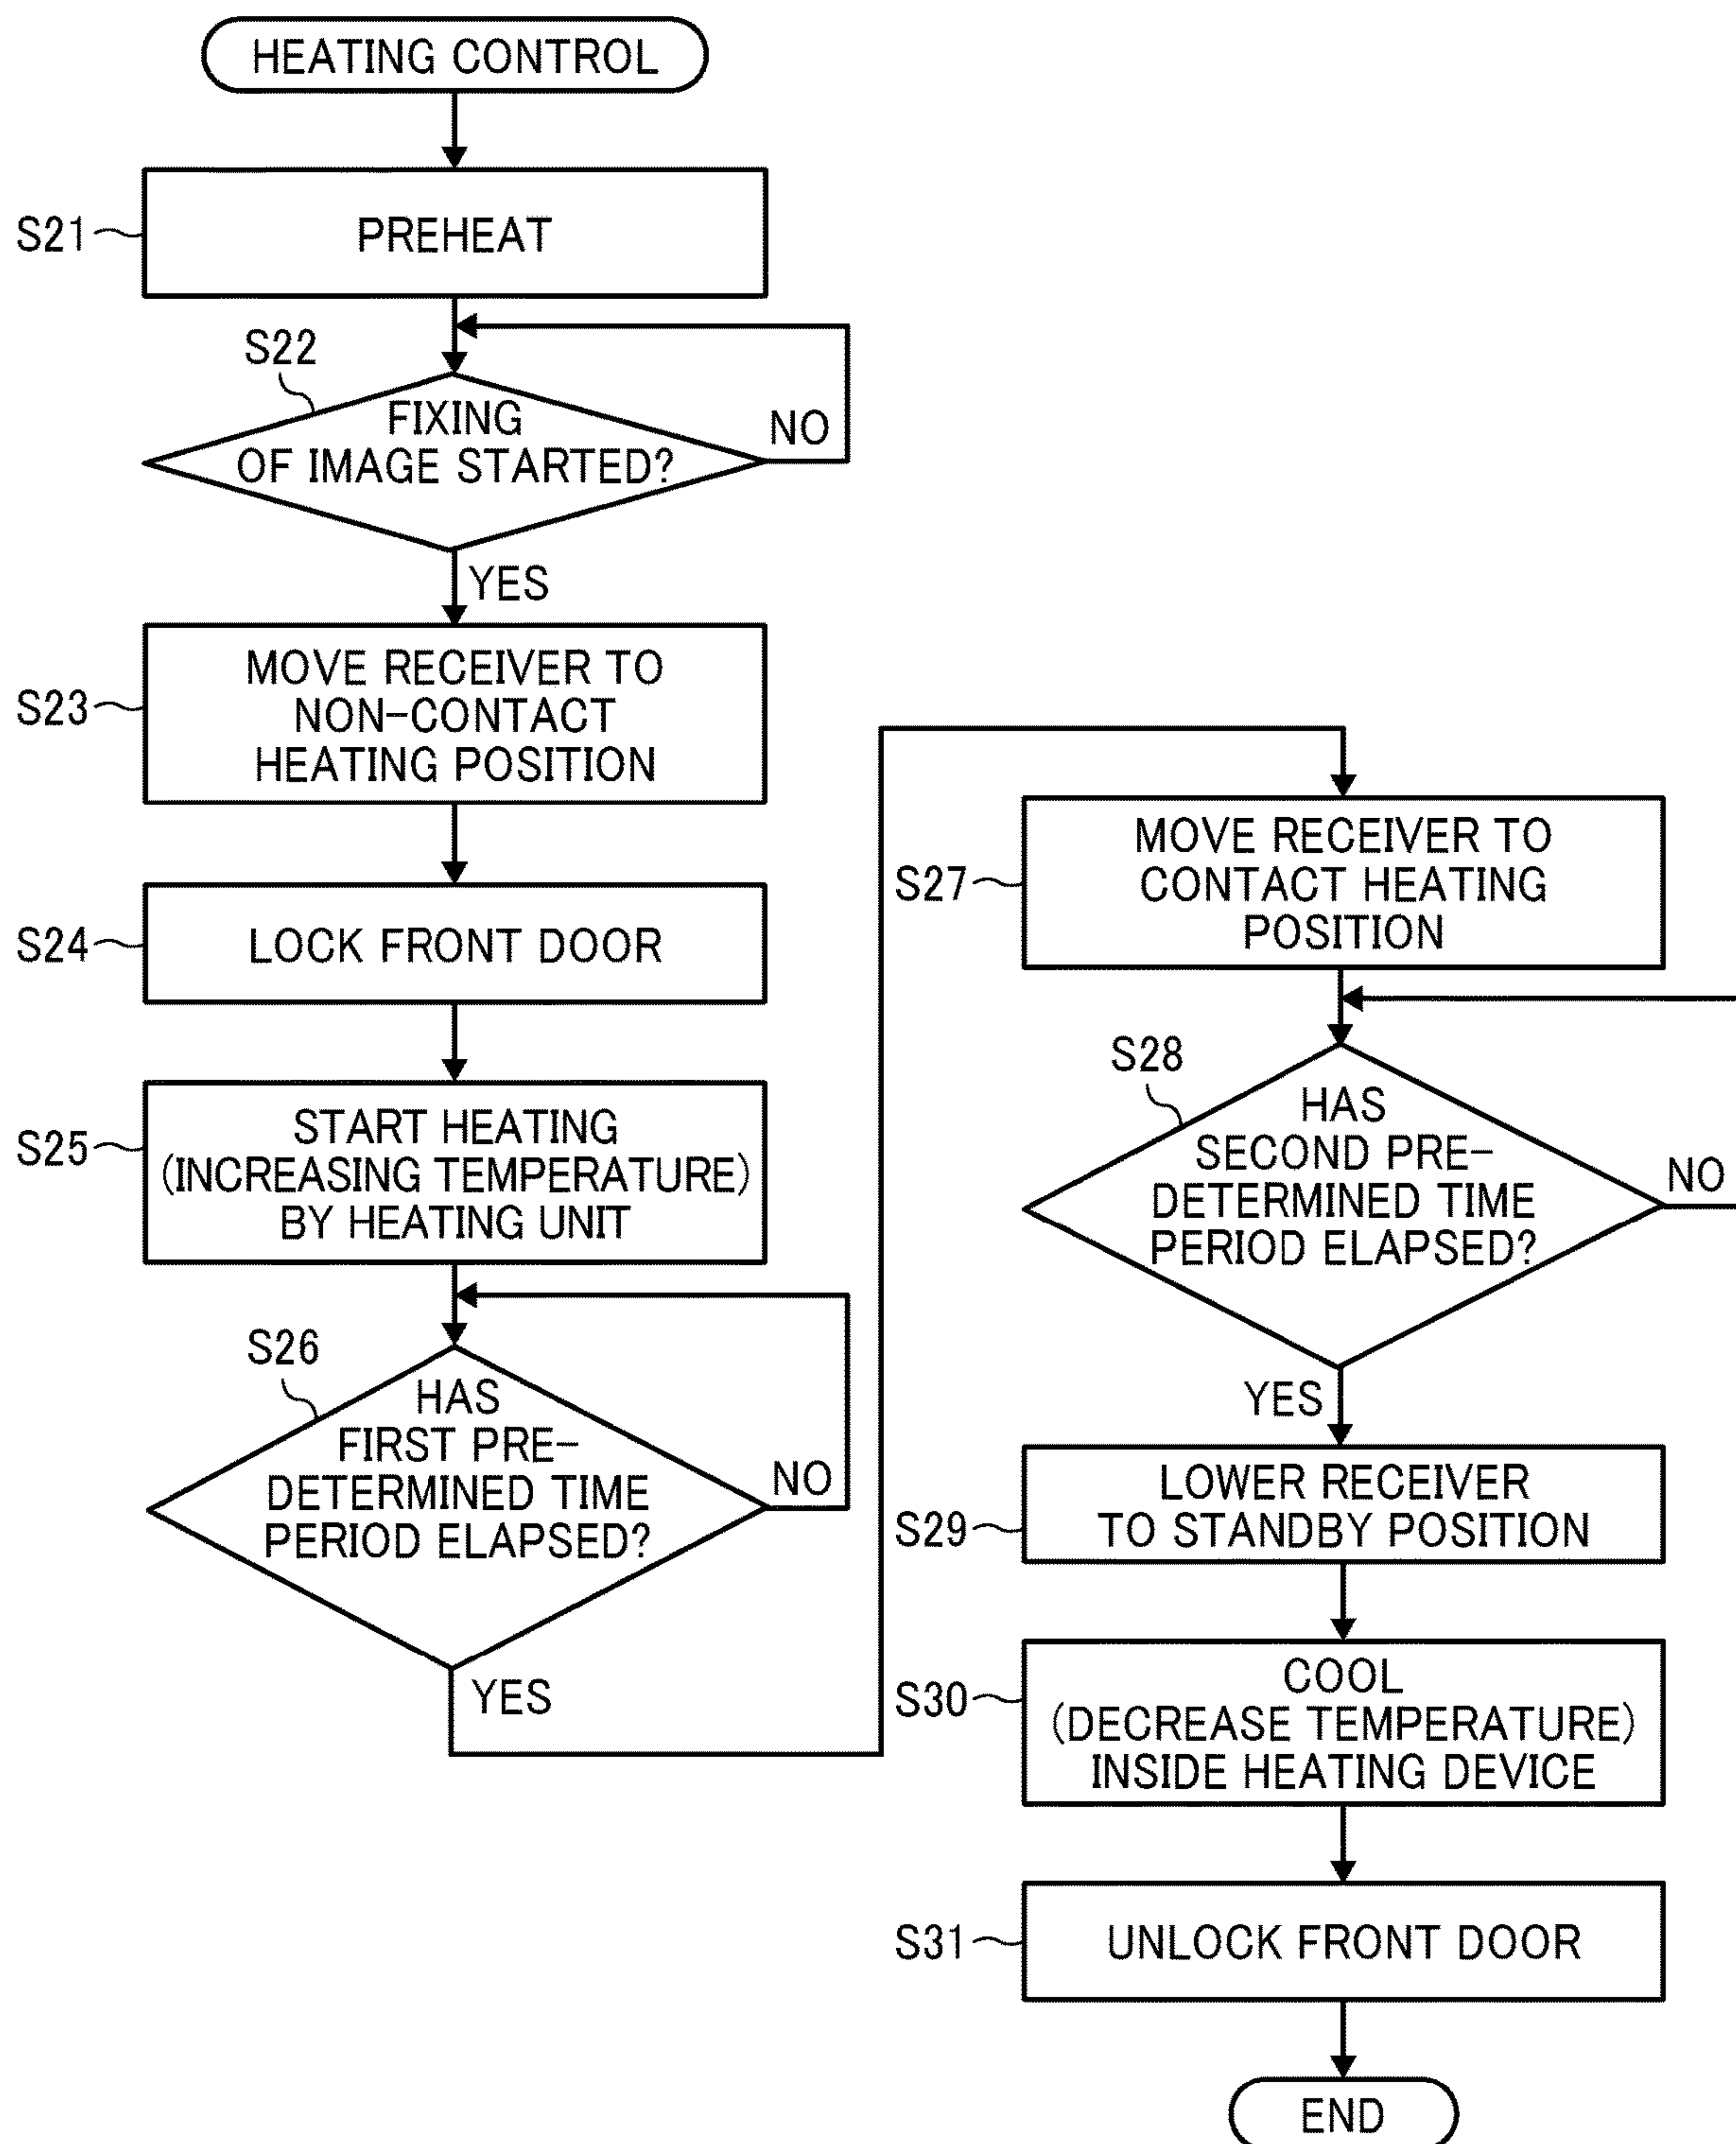 HEATING CONTROL
S21
PREHEAT
S22
FIXING
OF IMAGE STARTED?
NO
YES
S23
MOVE RECEIVER TO
NON-CONTACT
HEATING POSITION
S24
LOCK FRONT DOOR
S25
START HEATING
(INCREASING TEMPERATURE)
BY HEATING UNIT
S26
HAS
FIRST PRE-
DETERMINED TIME
PERIOD ELAPSED?
NO
YES
S27
MOVE RECEIVER TO
CONTACT HEATING
POSITION
S28
HAS
SECOND PRE-
DETERMINED TIME
PERIOD ELAPSED?
NO
YES
S29
LOWER RECEIVER
TO STANDBY POSITION
S30
COOL
(DECREASE TEMPERATURE)
INSIDE HEATING DEVICE
S31
UNLOCK FRONT DOOR
END